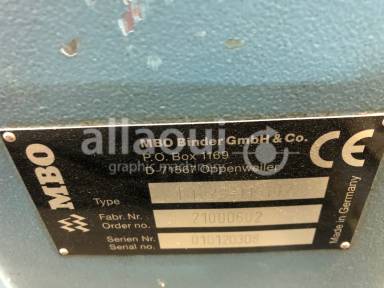 allaoui
graphic machinery
MBO
MBO Binder GmbH & Co.
P.O. Box 1169
D-71567 Oppenweiler
CE
Made in Germany
Type
Fabr. Nr. 21000602
Order no.
Serien Nr. 010120308
Serial no.